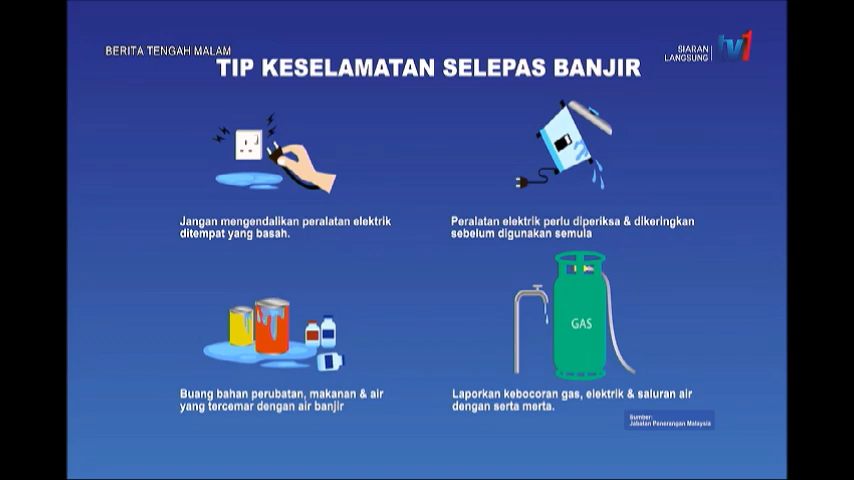 BERITA TENGAH MALAM
SIARAN
LANGSUNG
tv1
TIP KESELAMATAN SELEPAS BANJIR
Jangan mengendalikan peralatan elektrik
ditempat yang basah.
Peralatan elektrik perlu diperiksa & dikeringkan
sebelum digunakan semula
GAS
Buang bahan perubatan, makanan & air
yang tercemar dengan air banjir
Laporkan kebocoran gas, elektrik & saluran air
dengan serta merta.
Sumber:
Jabatan Penerangan Malaysia